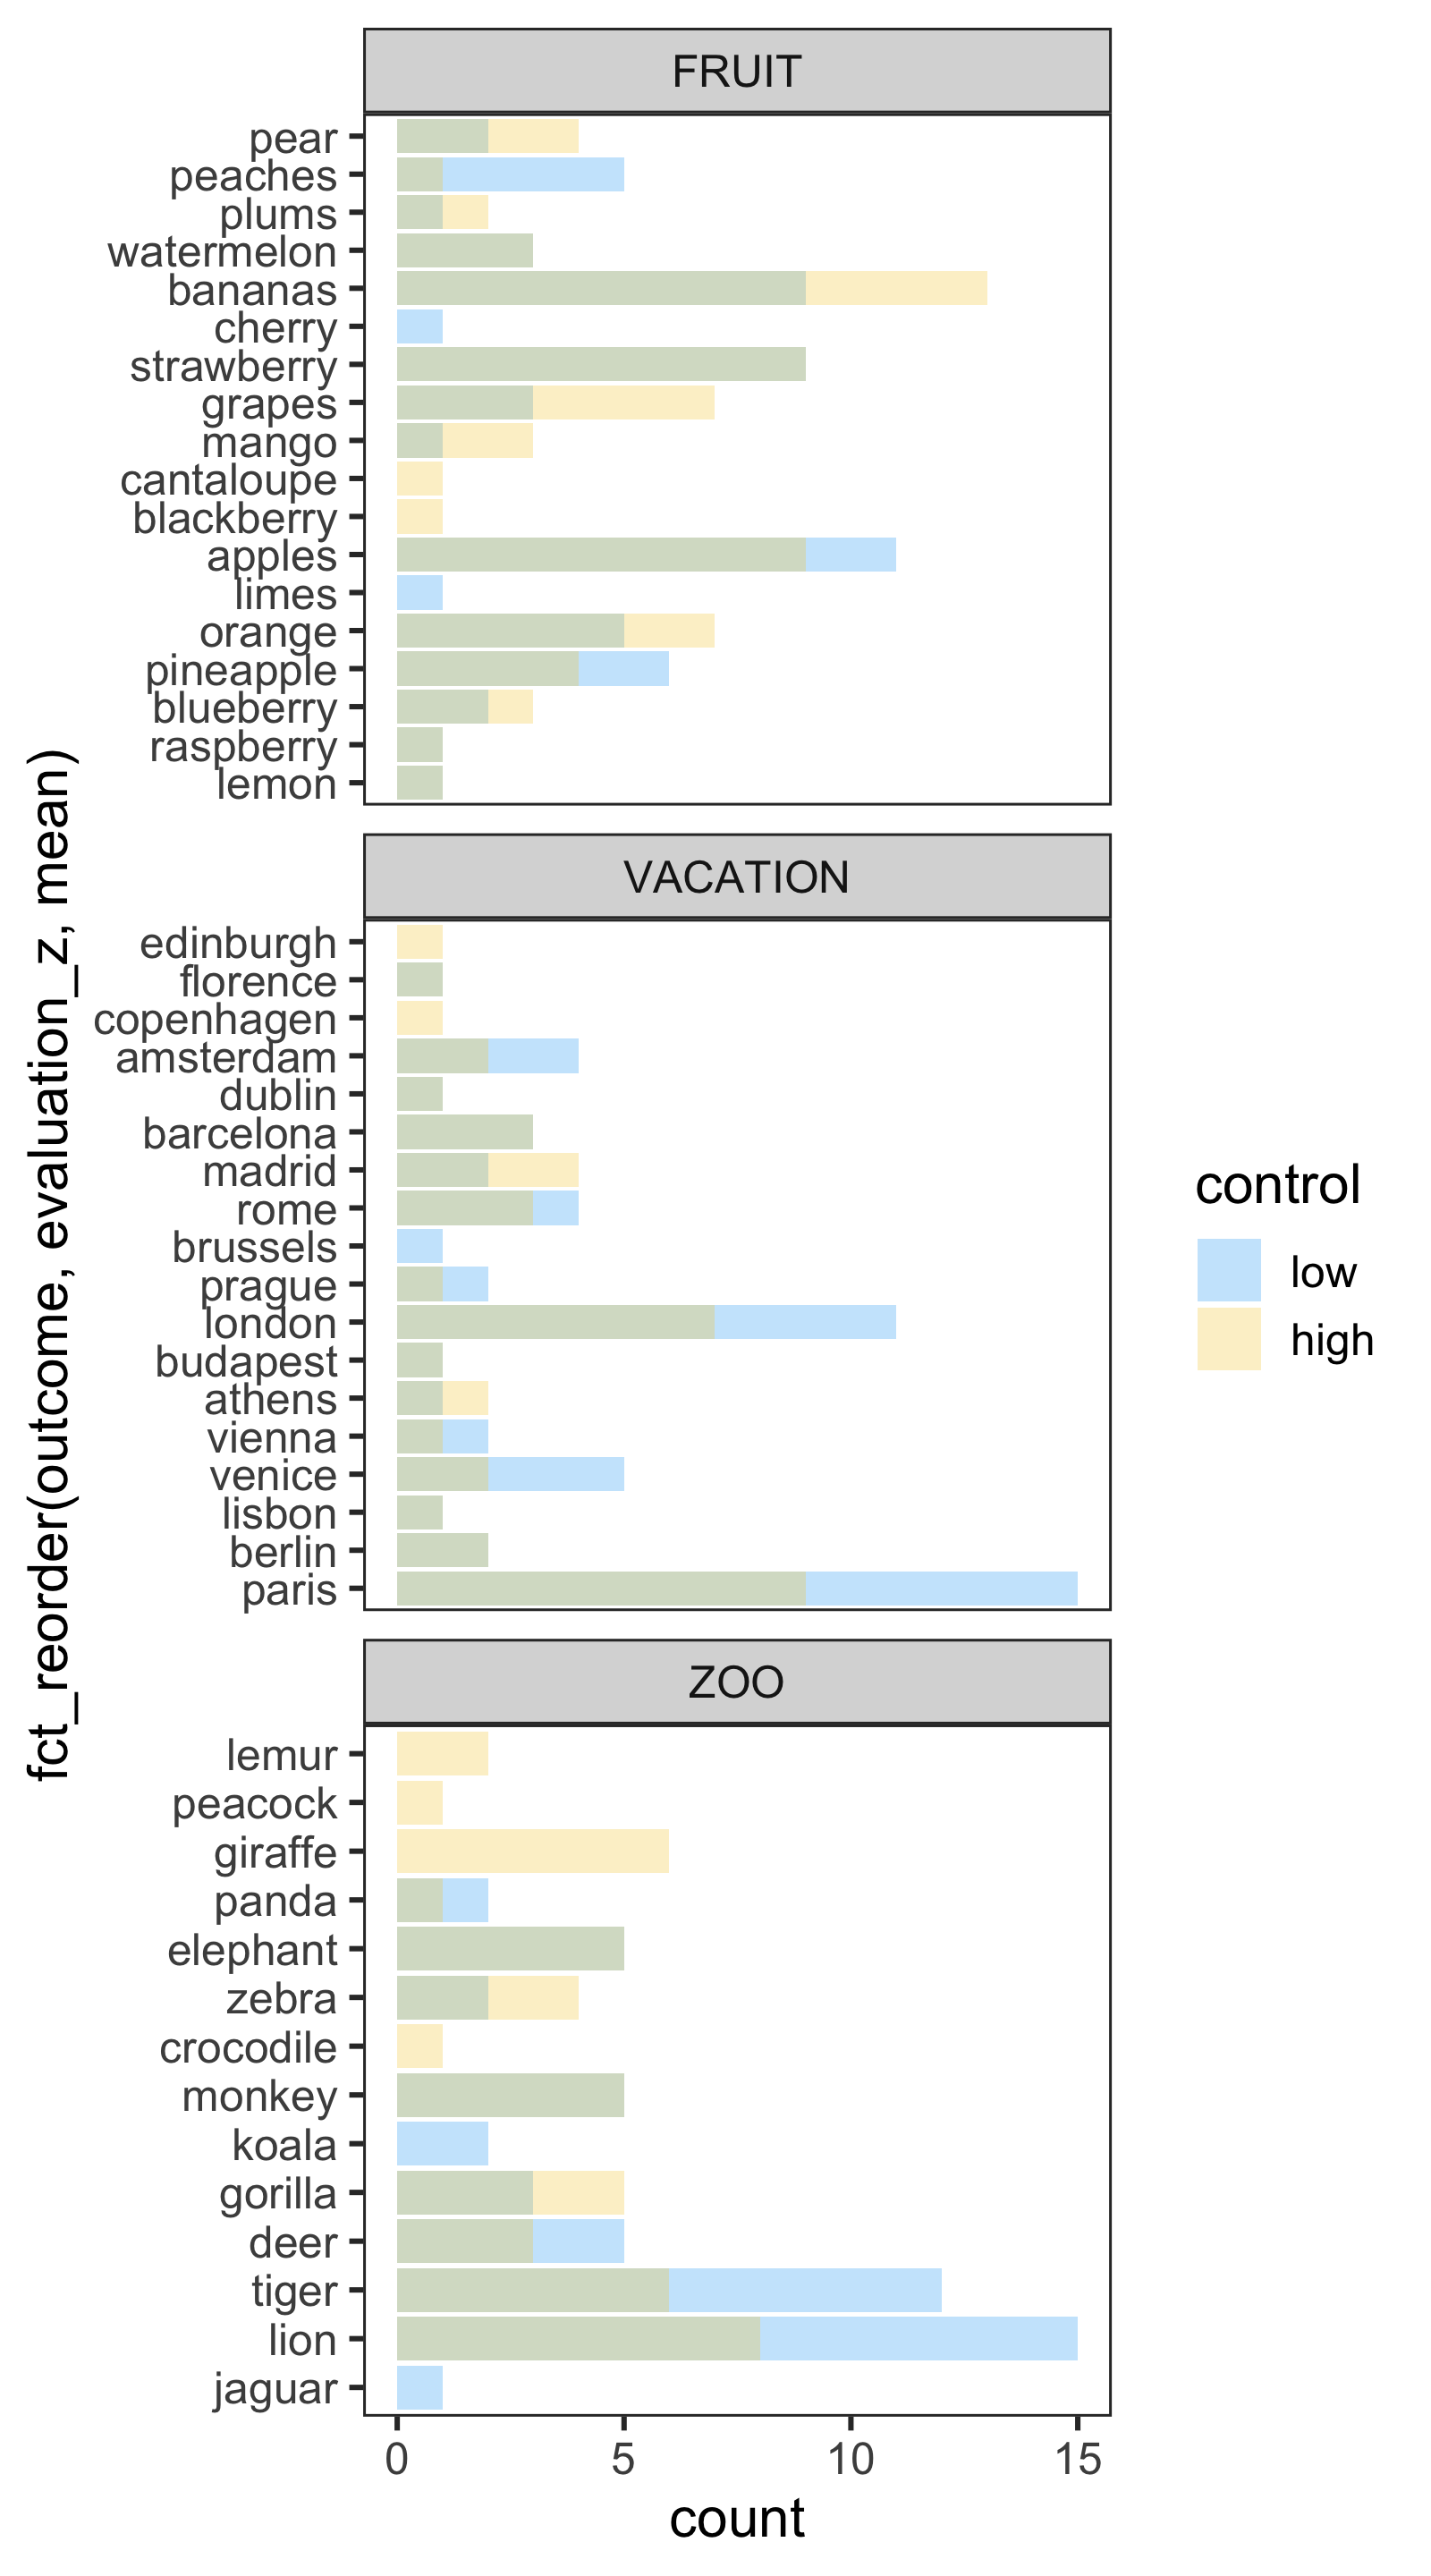 FRUIT
pear
peaches
plums
watermelon
bananas
cherry
strawberry
grapes
mango
cantaloupe
blackberry
apples
limes
orange
pineapple
blueberry
raspberry
lemon
VACATION
edinburgh
florence
copenhagen
amsterdam
dublin
barcelona
madrid
rome
brussels
prague
london
budapest
athens
vienna
venice
lisbon
berlin
paris
ZOO
lemur
peacock
giraffe
panda
elephant
zebra
crocodile
monkey
koala
gorilla
deer
tiger
lion
jaguar
0 5 10 15
count
fct_reorder(outcome, evaluation_z, mean)
control
low
high